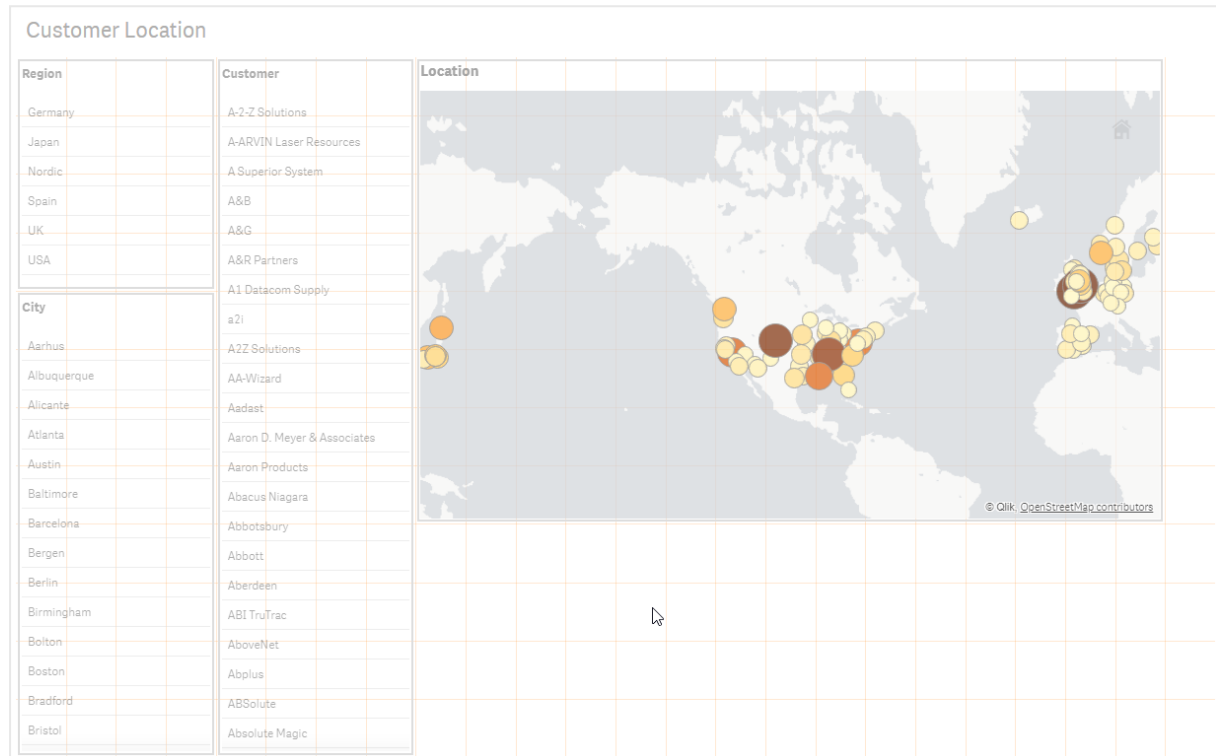 Customer Location
Region
Germany
Japan
Nordic
Spain
UK
USA
City
Aarhus
Albuquerque
Alicante
Atlanta
Austin
Baltimore
Barcelona
Bergen
Berlin
Birmingham
Bolton
Boston
Bradford
Bristol
Customer
A-2-Z Solutions
A-ARVIN Laser Resources
A Superior System
A&B
A&G
A&R Partners
A1 Datacom Supply
a2i
A2Z Solutions
AA-Wizard
Aadast
Aaron D. Meyer & Associates
Aaron Products
Abacus Niagara
Abbotsbury
Abbott
Aberdeen
ABI TruTrac
AboveNet
Abplus
ABSolute
Absolute Magic
Location
© Qlik, OpenStreetMap contributors